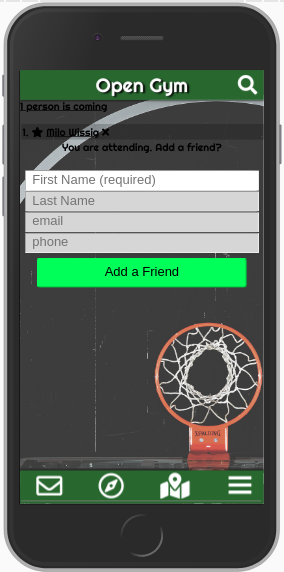 Open Gym
1 person is coming
1. ★ Milo Wissig ✕
You are attending. Add a friend?
First Name (required)
Last Name
email
phone
Add a Friend
SPALDING